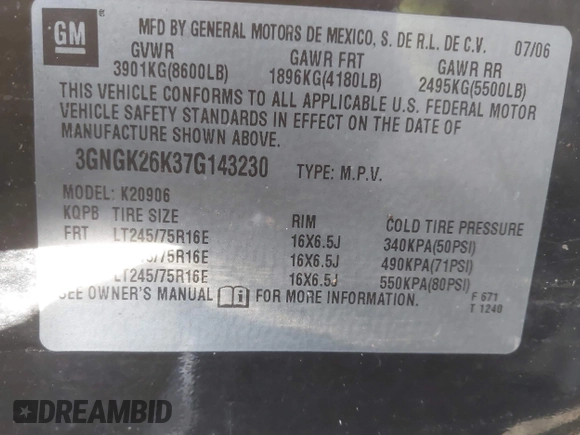 GM
MFD BY GENERAL MOTORS DE MEXICO, S. DE R.L. DE C.V. 07/06
GVWR GAWR FRT GAWR RR
3901KG(8600LB) 1896KG(4180LB) 2495KG(5500LB)
THIS VEHICLE CONFORMS TO ALL APPLICABLE U.S. FEDERAL MOTOR
VEHICLE SAFETY STANDARDS IN EFFECT ON THE DATE OF
MANUFACTURE SHOWN ABOVE.
3GNGK26K37G143230 TYPE: M.P.V.
MODEL: K20906
KQPB TIRE SIZE RIM COLD TIRE PRESSURE
FRT LT245/75R16E 16X6.5J 340KPA(50PSI)
/75R16E 16X6.5J 490KPA(71PSI)
LT245/75R16E 16X6.5J 550KPA(80PSI)
SEE OWNER'S MANUAL FOR MORE INFORMATION.
F 671
T 1240
DREAMBID